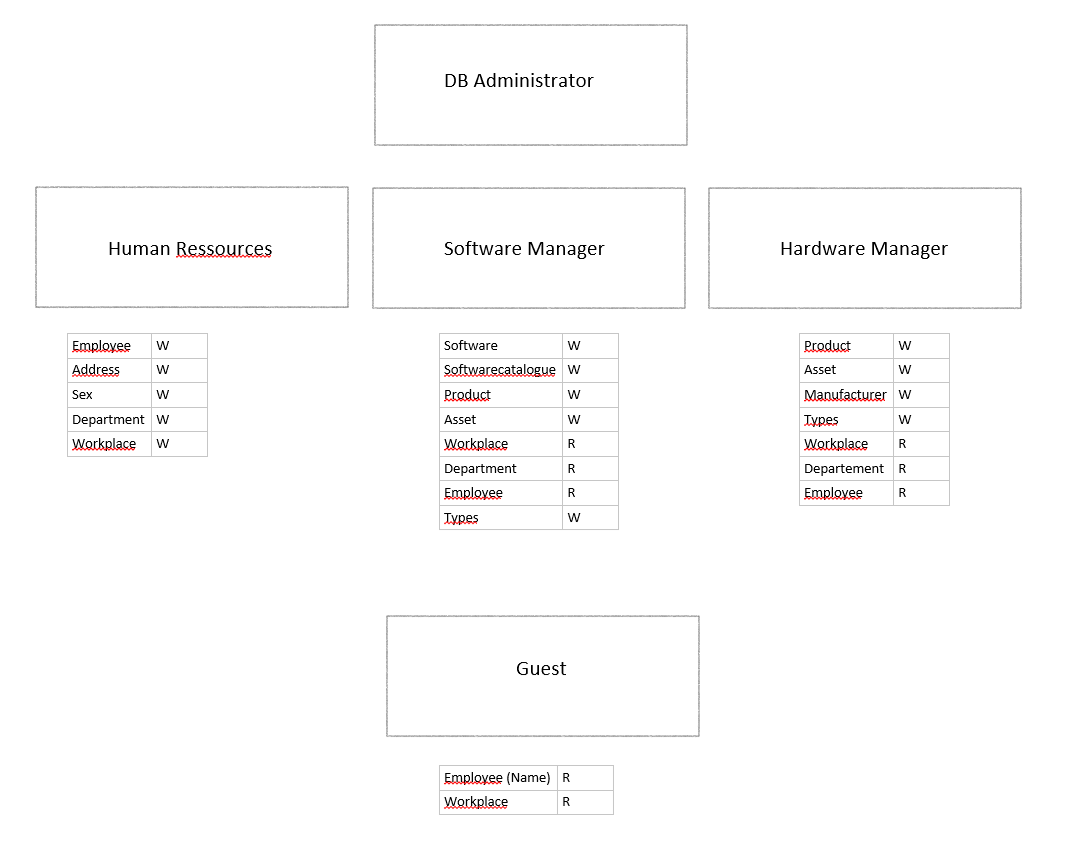 DB Administrator
Human Ressources
Software Manager
Hardware Manager
Employee W
Address W
Sex W
Department W
Workplace W
Software W
Softwarecatalogue W
Product W
Asset W
Workplace R
Department R
Employee R
Types W
Product W
Asset W
Manufacturer W
Types W
Workplace R
Departement R
Employee R
Guest
Employee (Name) R
Workplace R